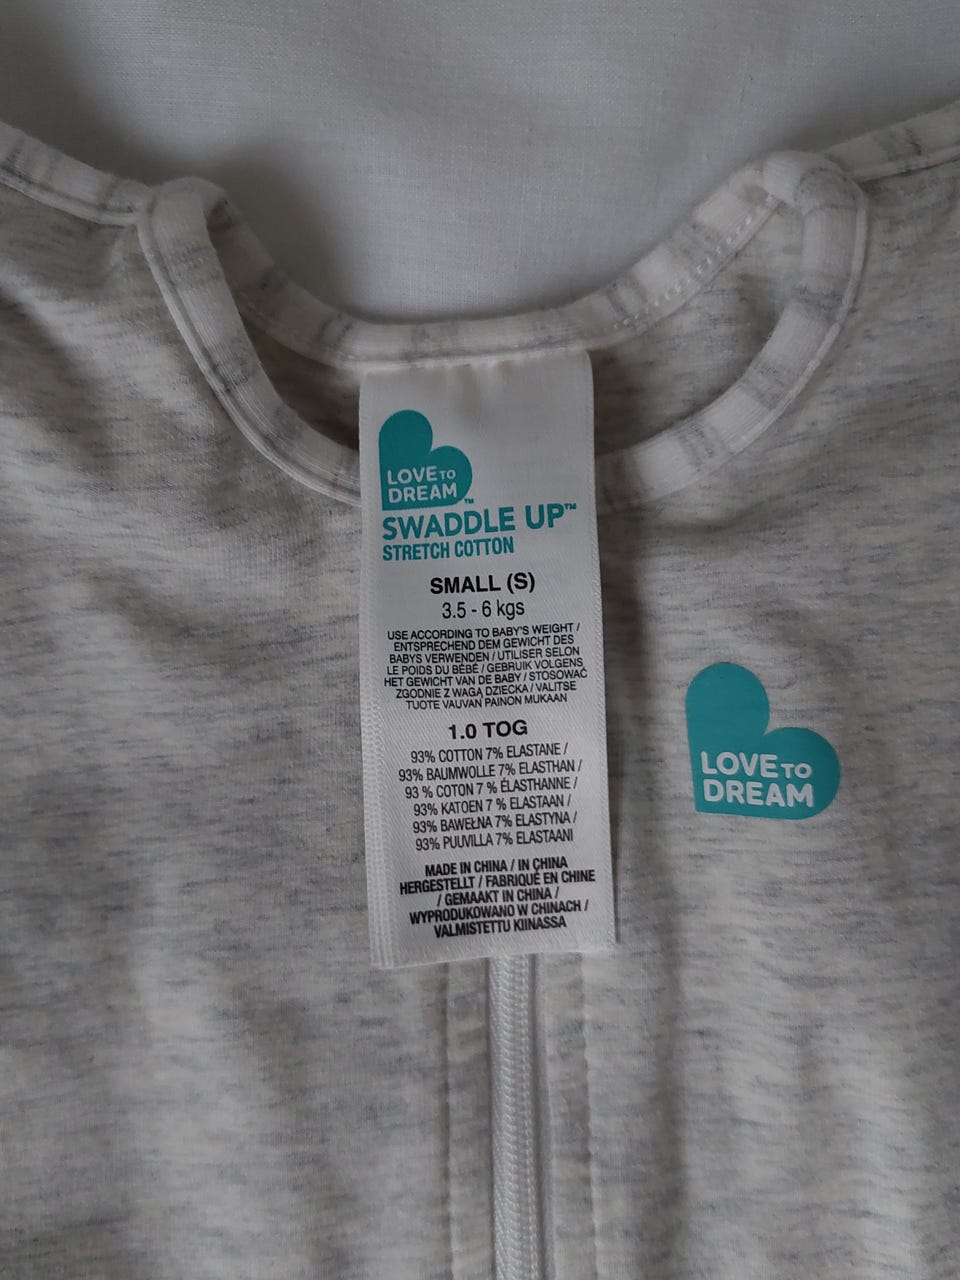 LOVE TO
DREAM™
SWADDLE UP™
STRETCH COTTON
SMALL (S)
3.5 - 6 kgs
USE ACCORDING TO BABY'S WEIGHT /
ENTSPRECHEND DEM GEWICHT DES
BABYS VERWENDEN / UTILISER SELON
LE POIDS DU BÉBÉ / GEBRUIK VOLGENS
HET GEWICHT VAN DE BABY / STOSOWAĆ
ZGODNIE Z WAGĄ DZIECKA / VALITSE
TUOTE VAUVAN PAINON MUKAAN
1.0 TOG
93% COTTON 7% ELASTANE /
93% BAUMWOLLE 7% ELASTHAN /
93 % COTON 7 % ÉLASTHANNE /
93% KATOEN 7 % ELASTAAN /
93% BAWEŁNA 7% ELASTYNA /
93% PUUVILLA 7% ELASTAANI
MADE IN CHINA / IN CHINA
HERGESTELLT / FABRIQUÉ EN CHINE
/ GEMAAKT IN CHINA /
WYPRODUKOWANO W CHINACH /
VALMISTETTU KIINASSA
LOVE TO
DREAM